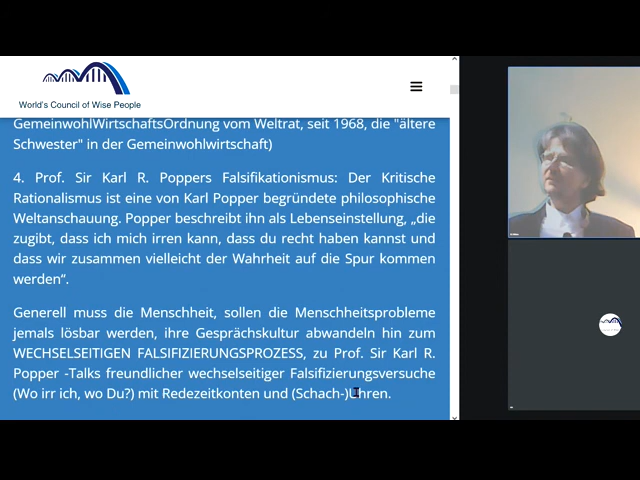 World's Council of Wise People
GemeinwohlWirtschaftsOrdnung vom Weltrat, seit 1968, die "ältere
Schwester" in der Gemeinwohlwirtschaft)
4. Prof. Sir Karl R. Poppers Falsifikationismus: Der Kritische
Rationalismus ist eine von Karl Popper begründete philosophische
Weltanschauung. Popper beschreibt ihn als Lebenseinstellung, „die
zugibt, dass ich mich irren kann, dass du recht haben kannst und
dass wir zusammen vielleicht der Wahrheit auf die Spur kommen
werden“.
Generell muss die Menschheit, sollen die Menschheitsprobleme
jemals lösbar werden, ihre Gesprächskultur abwandeln hin zum
WECHSELSEITIGEN FALSIFIZIERUNGSPROZESS, zu Prof. Sir Karl R.
Popper -Talks freundlicher wechselseitiger Falsifizierungsversuche
(Wo irr ich, wo Du?) mit Redezeitkonten und (Schach-)Uhren.